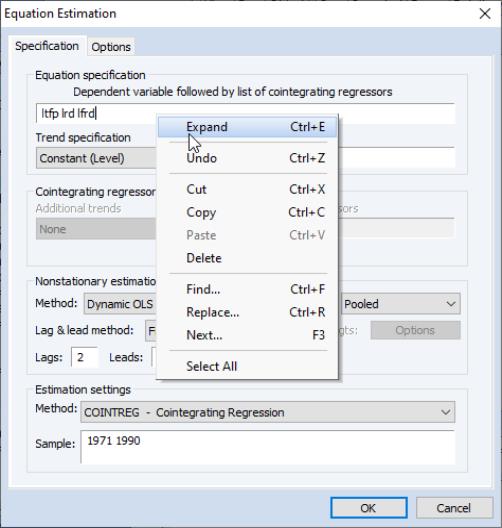 Equation Estimation
Specification Options
Equation specification
Dependent variable followed by list of cointegrating regressors
ltfp lrd lfrd
Trend specification
Constant (Level)
Expand Ctrl+E
Undo Ctrl+Z
Cut Ctrl+X
Copy Ctrl+C
Paste Ctrl+V
Delete
Find... Ctrl+F
Replace... Ctrl+R
Next... F3
Select All
Cointegrating regressor
Additional trends
None
Nonstationary estimatio
Method: Dynamic OLS
Pooled
Lag & lead method:
Options
Lags: 2 Leads:
Estimation settings
Method: COINTREG - Cointegrating Regression
Sample: 1971 1990
OK Cancel